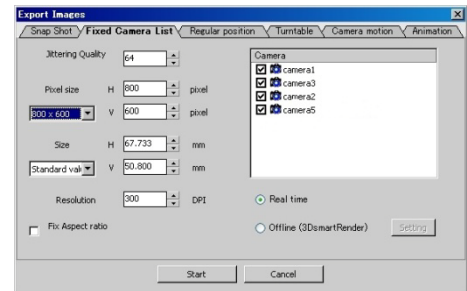 Export Images
Snap Shot Fixed Camera List Regular position Turntable Camera motion Animation
Jittering Quality 64
Pixel size H 800 pixel
800 x 600 V 600 pixel
Size H 67.733 mm
Standard valu V 50.800 mm
Resolution 300 DPI
Fix Aspect ratio
Camera
camera1
camera3
camera2
camera5
Real time
Offline (3DsmartRender) Setting
Start Cancel